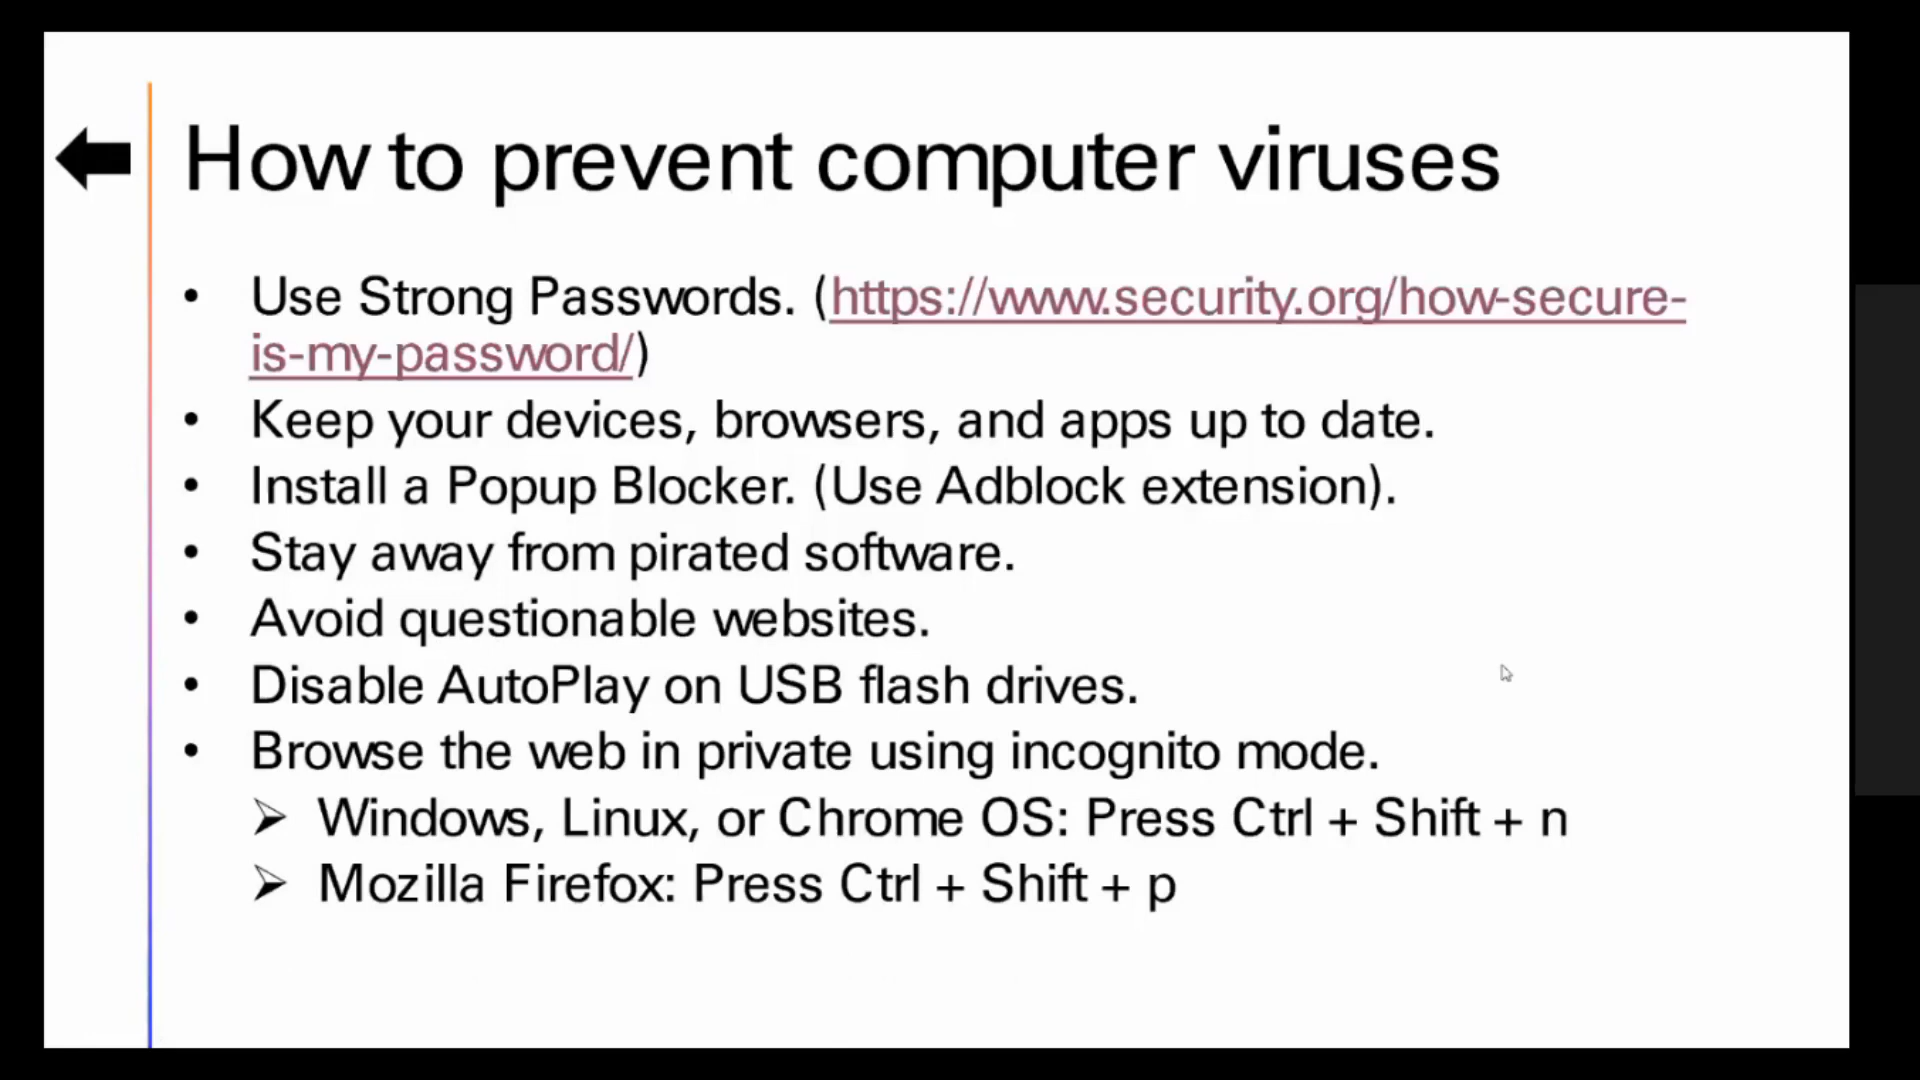 How to prevent computer viruses
• Use Strong Passwords. (https://www.security.org/how-secure-
is-my-password/)
• Keep your devices, browsers, and apps up to date.
• Install a Popup Blocker. (Use Adblock extension).
• Stay away from pirated software.
• Avoid questionable websites.
• Disable AutoPlay on USB flash drives.
• Browse the web in private using incognito mode.
➢ Windows, Linux, or Chrome OS: Press Ctrl + Shift + n
➢ Mozilla Firefox: Press Ctrl + Shift + p